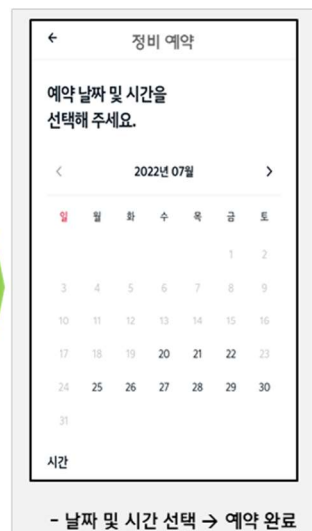 ← 정비 예약
예약 날짜 및 시간을
선택해 주세요.
< 2022년 07월 >
일 월 화 수 목 금 토
1 2
3 4 5 6 7 8 9
10 11 12 13 14 15 16
17 18 19 20 21 22 23
24 25 26 27 28 29 30
31
시간
- 날짜 및 시간 선택 → 예약 완료